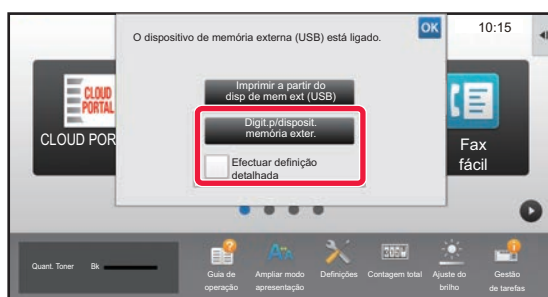 O dispositivo de memória externa (USB) está ligado.
OK
10:15
Imprimir a partir do
disp de mem ext (USB)
Digit.p/disposit.
memória exter.
Efectuar definição
detalhada
CLOUD
PORTAL
CLOUD POR
Fax
fácil
Quant. Toner
Bk
Guia de
operação
Ampliar modo
apresentação
Definições
Contagem total
Ajuste do
brilho
Gestão
de tarefas